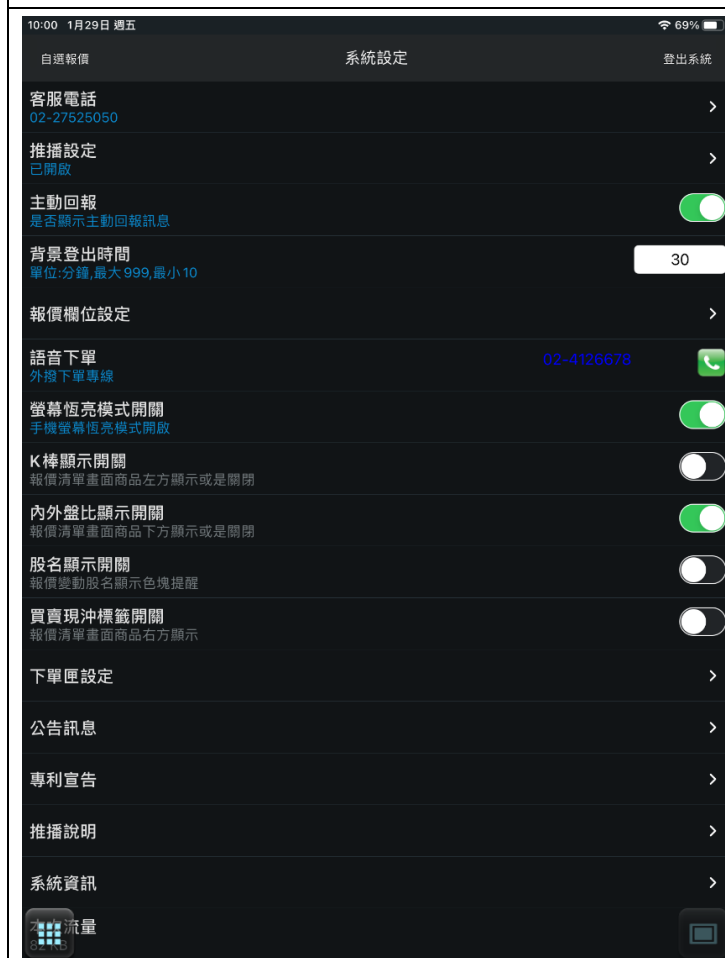 10:00 1月29日 週五 69%
自選報價 系統設定 登出系統
客服電話
02-27525050
推播設定
已開啟
主動回報
是否顯示主動回報訊息
背景登出時間
單位:分鐘,最大999,最小10
30
報價欄位設定
語音下單
外撥下單專線
02-4126678
螢幕恆亮模式開關
手機螢幕恆亮模式開啟
K棒顯示開關
報價清單畫面商品左方顯示或是關閉
內外盤比顯示開關
報價清單畫面商品下方顯示或是關閉
股名顯示開關
報價變動股名顯示色塊提醒
買賣現沖標籤開關
報價清單畫面商品右方顯示
下單匣設定
公告訊息
專利宣告
推播說明
系統資訊
流量
82 KB